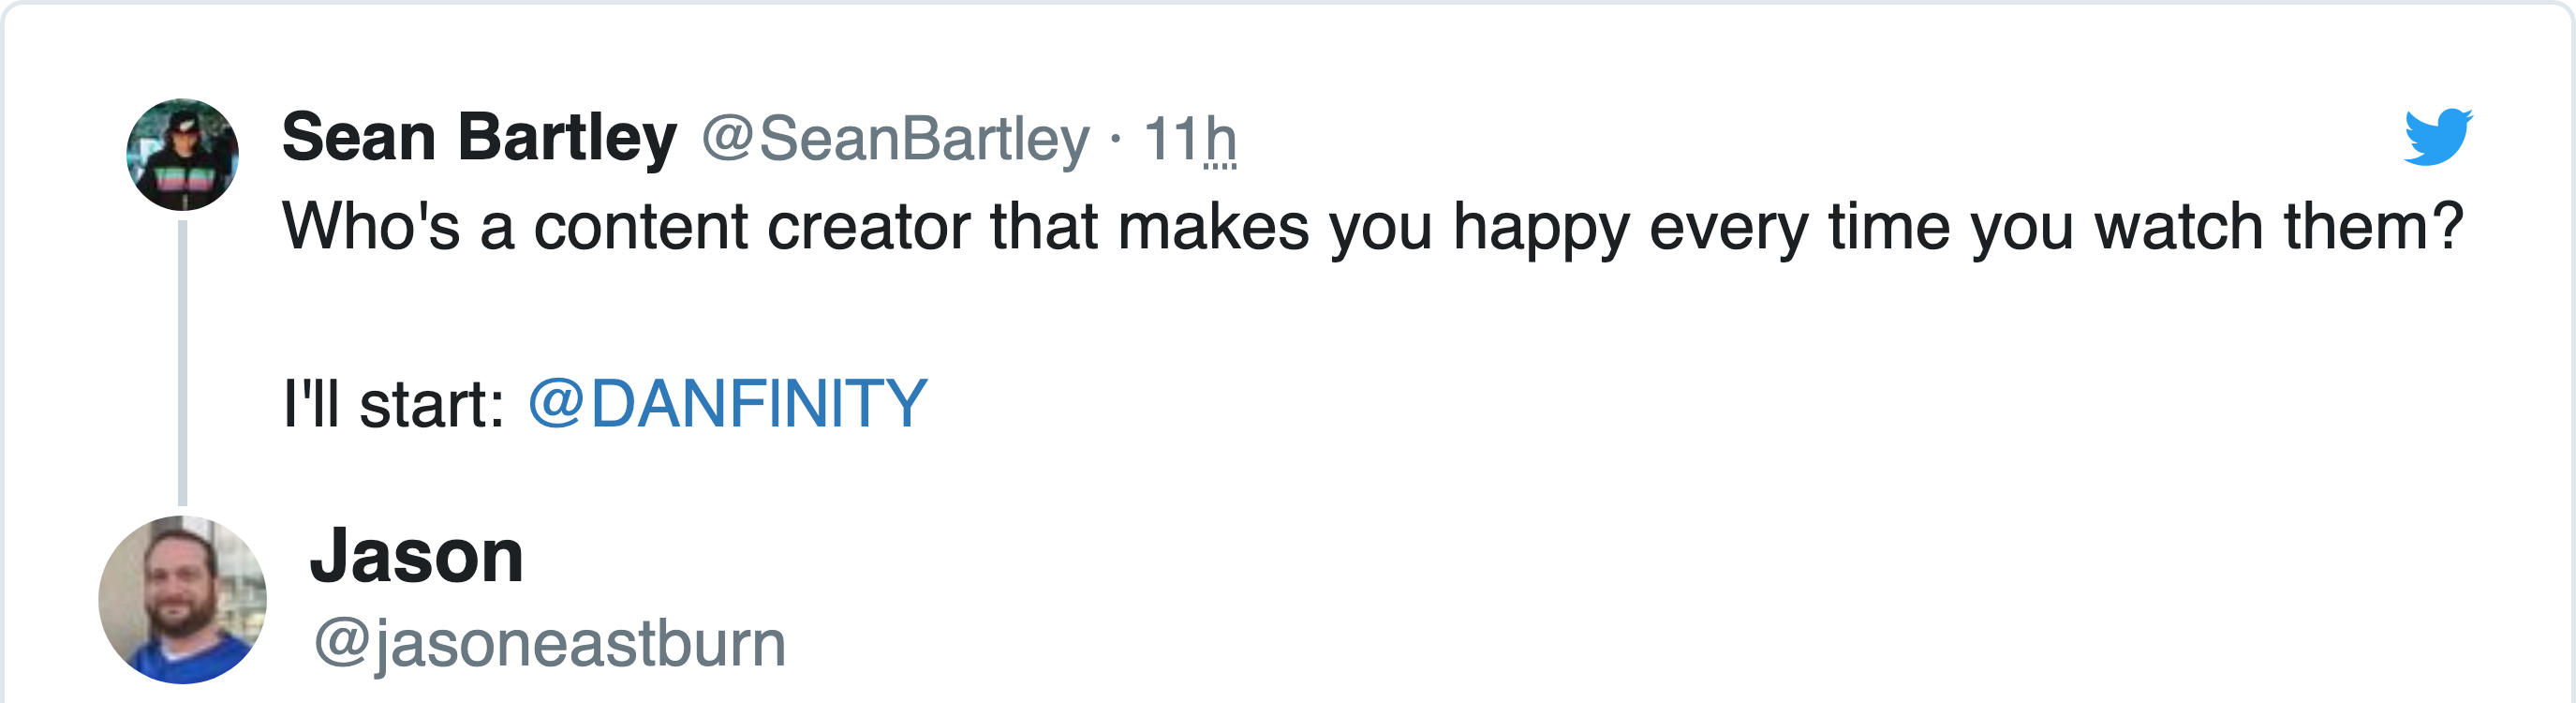 Sean Bartley @SeanBartley · 11h
Who's a content creator that makes you happy every time you watch them?
I'll start: @DANFINITY
Jason
@jasoneastburn